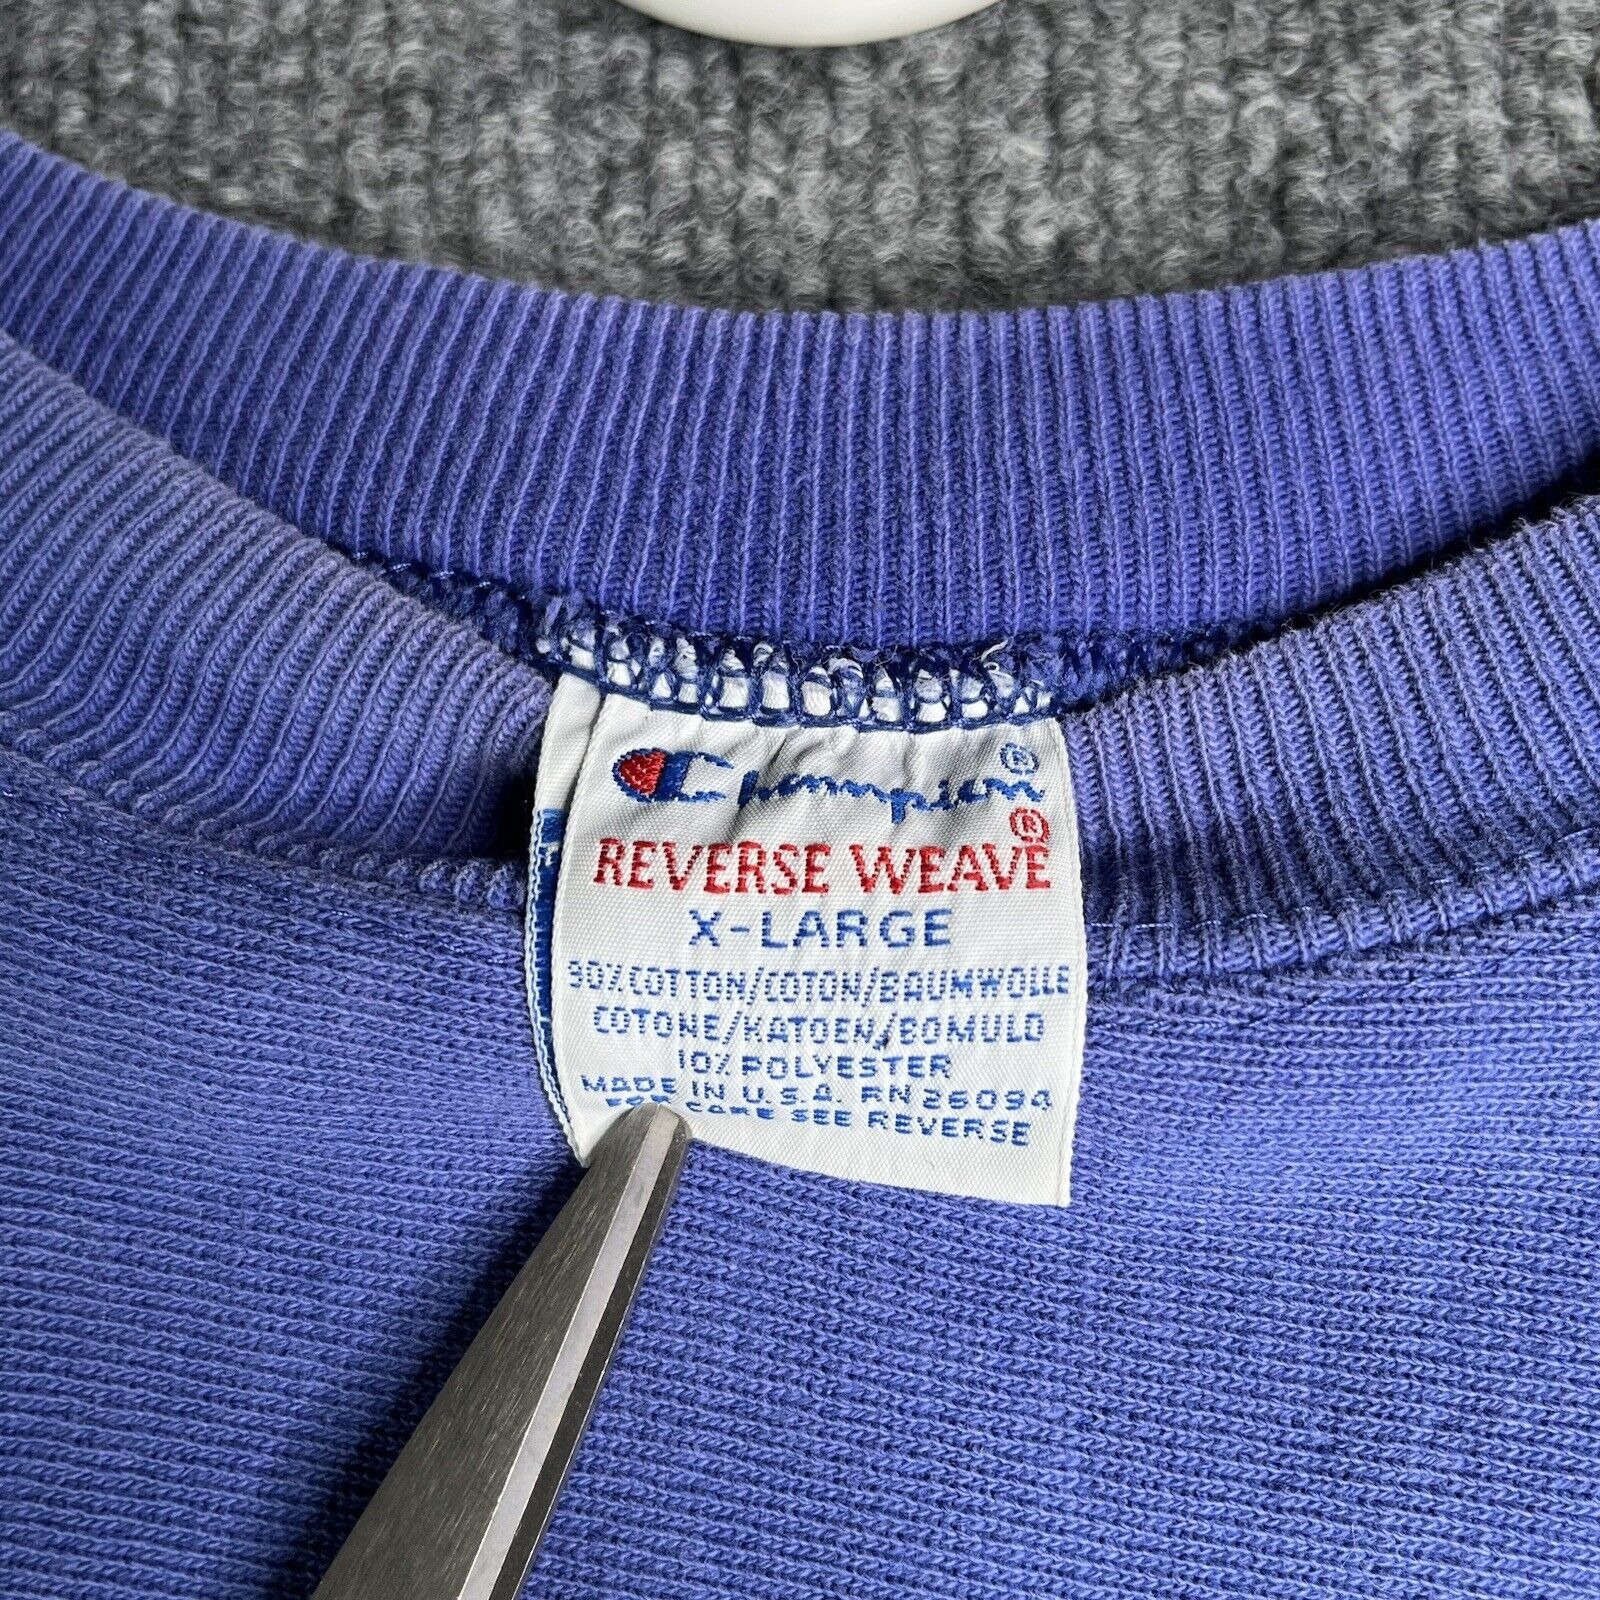 Champion®
REVERSE WEAVE®
X-LARGE
90% COTTON/COTON/BAUMWOLLE
COTONE/KATOEN/BOMULD
10% POLYESTER
MADE IN U.S.A. RN 26094
FOR CARE SEE REVERSE